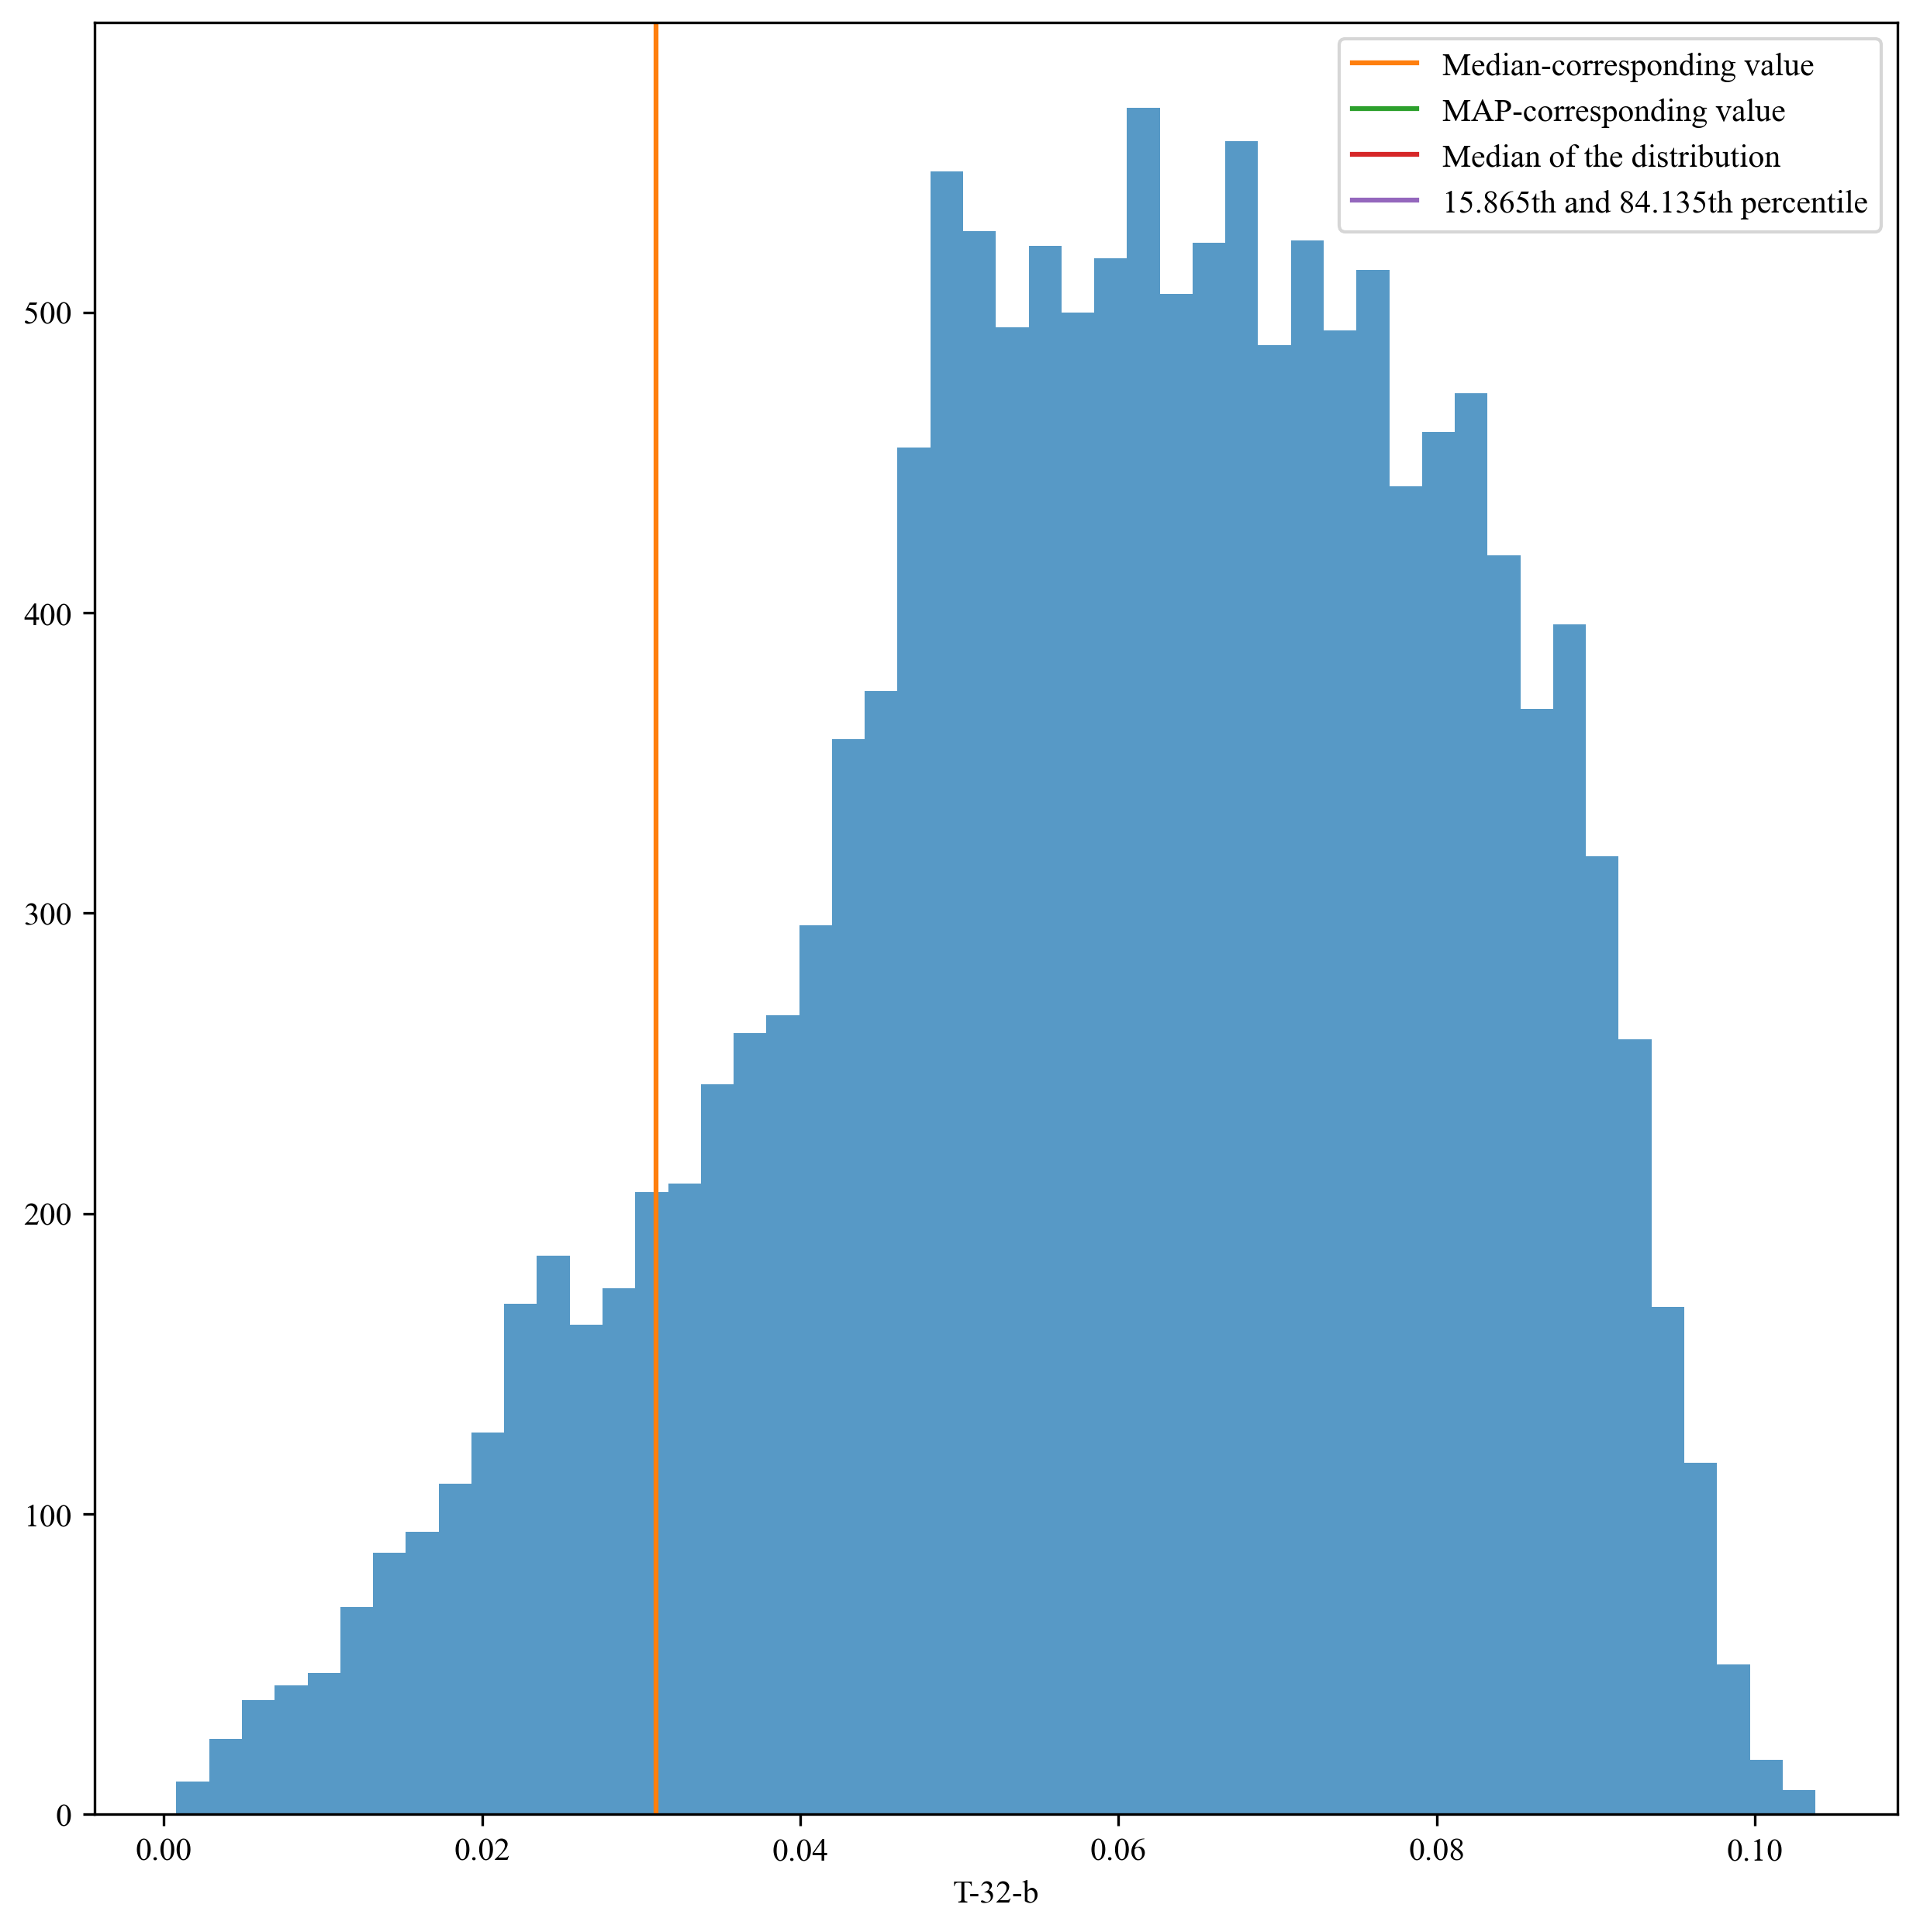 Median-corresponding value
MAP-corresponding value
Median of the distribution
15.865th and 84.135th percentile
500
400
300
200
100
0
0.00 0.02 0.04 0.06 0.08 0.10
T-32-b